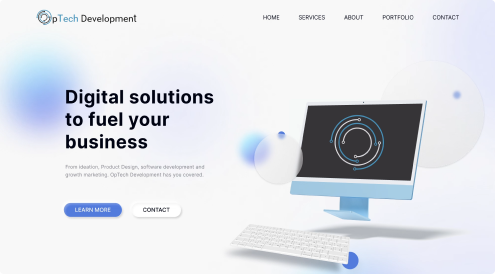 OpTech Development
HOME SERVICES ABOUT PORTFOLIO CONTACT
Digital solutions
to fuel your
business
From ideation, Product Design, software development and
growth marketing. OpTech Development has you covered.
LEARN MORE CONTACT